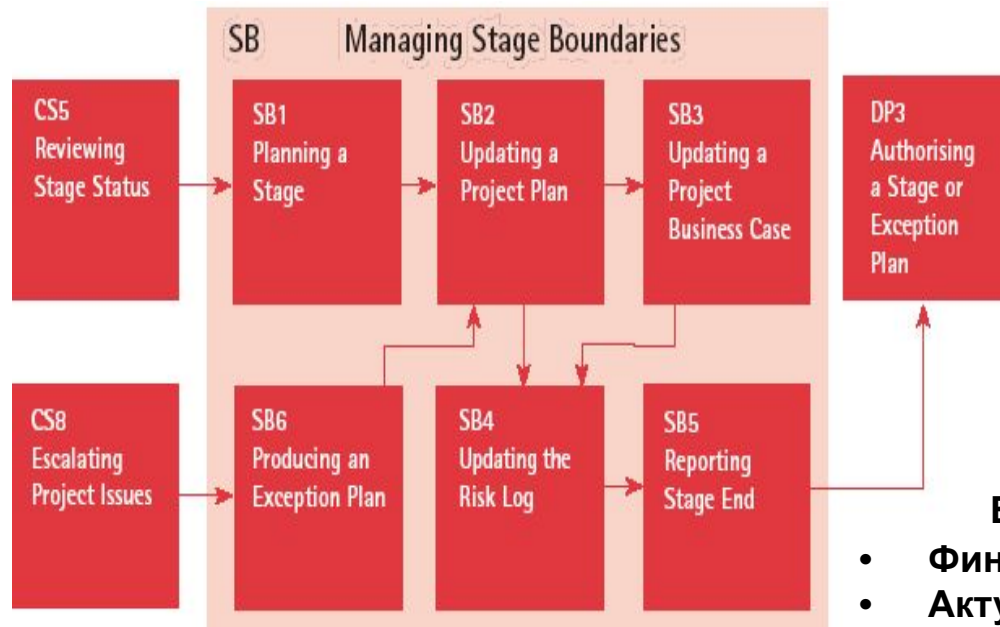 SB Managing Stage Boundaries
CS5
Reviewing
Stage Status
SB1
Planning a
Stage
SB2
Updating a
Project Plan
SB3
Updating a
Project
Business Case
DP3
Authorising
a Stage or
Exception
Plan
CS8
Escalating
Project Issues
SB6
Producing an
Exception Plan
SB4
Updating the
Risk Log
SB5
Reporting
Stage End
• Фин
• Акту